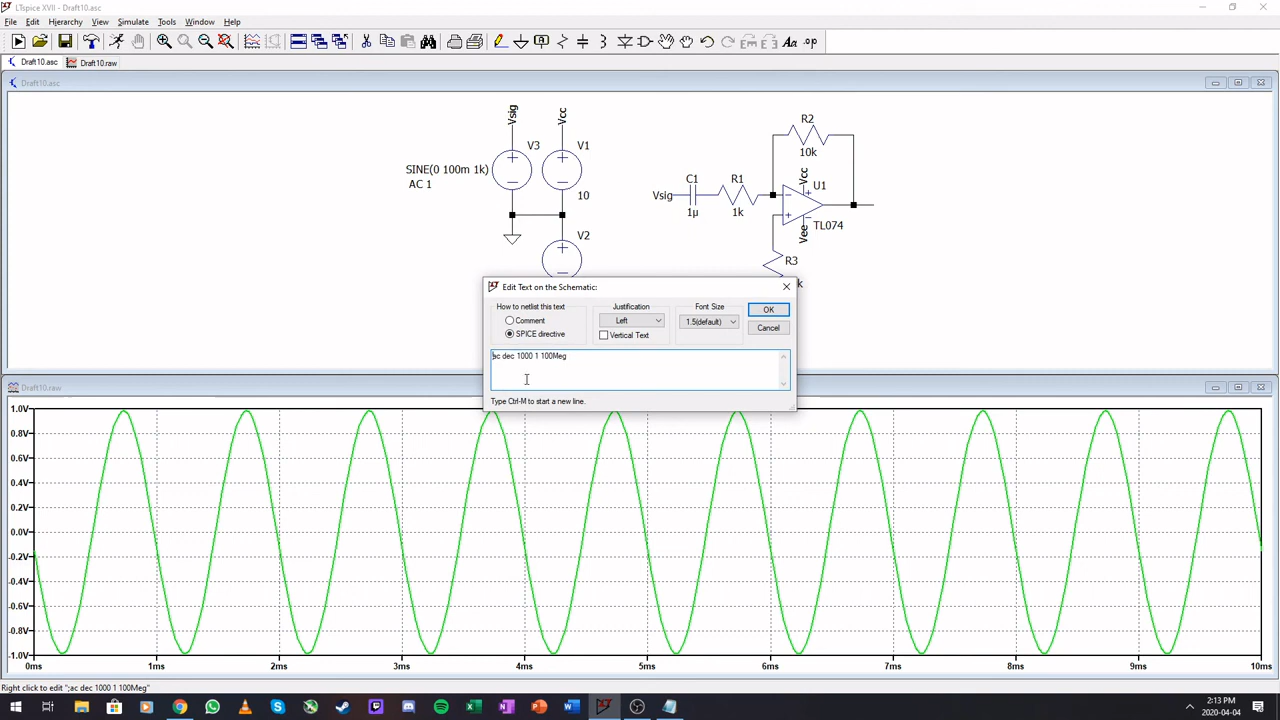 LTspice XVII - Draft10.asc
File Edit Hierarchy View Simulate Tools Window Help
Draft10.asc Draft10.raw
Draft10.asc
Vsig
Vcc
V3
V1
SINE(0 100m 1k)
AC 1
10
V2
R2
10k
C1
R1
Vcc
U1
Vsig
1µ
1k
TL074
Vee
R3
k
Edit Text on the Schematic:
How to netlist this text
Comment
SPICE directive
Justification
Left
Vertical Text
Font Size
1.5(default)
OK
Cancel
ac dec 1000 1 100Meg
Type Ctrl-M to start a new line.
Draft10.raw
1.0V
0.8V
0.6V
0.4V
0.2V
0.0V
-0.2V
-0.4V
-0.6V
-0.8V
-1.0V
0ms 1ms 2ms 3ms 4ms 5ms 6ms 7ms 8ms 9ms 10ms
Right click to edit ";ac dec 1000 1 100Meg"
2:13 PM
2020-04-04